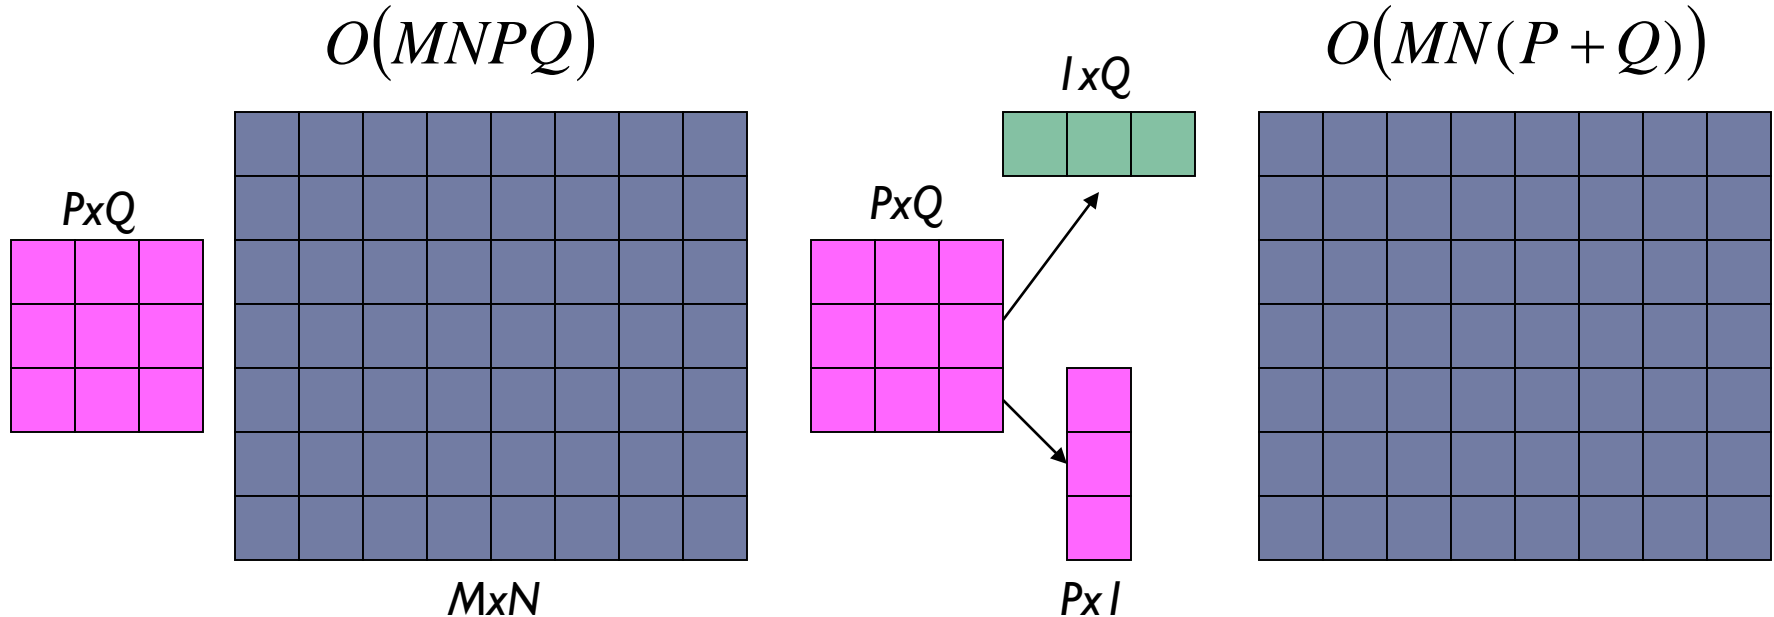 O(MNPQ)
PxQ
MxN
1xQ
PxQ
Px1
O(MN(P+Q))